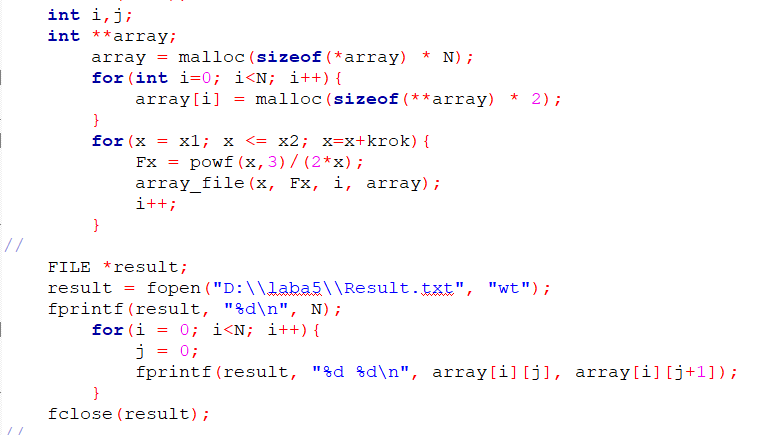 int i,j;
int **array;
array = malloc(sizeof(*array) * N);
for(int i=0; i<N; i++){
array[i] = malloc(sizeof(**array) * 2);
}
for(x = x1; x <= x2; x=x+krok){
Fx = powf(x,3)/(2*x);
array_file(x, Fx, i, array);
i++;
}
//
FILE *result;
result = fopen("D:\\laba5\\Result.txt", "wt");
fprintf(result, "%d\n", N);
for(i = 0; i<N; i++){
j = 0;
fprintf(result, "%d %d\n", array[i][j], array[i][j+1]);
}
fclose(result);
//